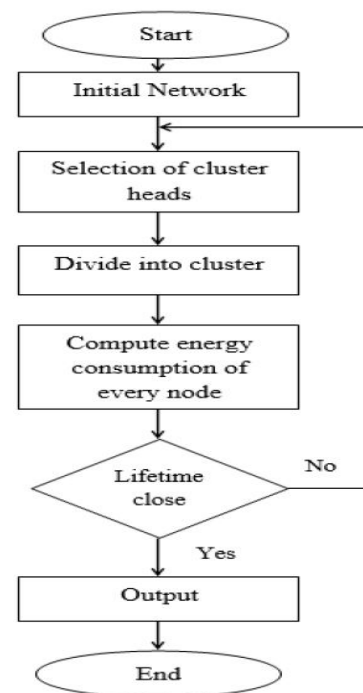 Start
Initial Network
Selection of cluster
heads
Divide into cluster
Compute energy
consumption of
every node
Lifetime
close
No
Yes
Output
End